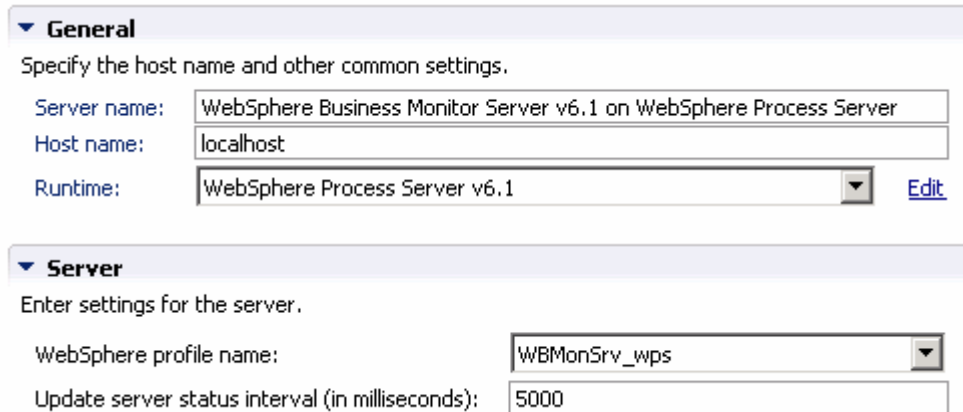 General
Specify the host name and other common settings.
Server name: WebSphere Business Monitor Server v6.1 on WebSphere Process Server
Host name: localhost
Runtime: WebSphere Process Server v6.1 Edit
Server
Enter settings for the server.
WebSphere profile name: WBMonSrv_wps
Update server status interval (in milliseconds): 5000